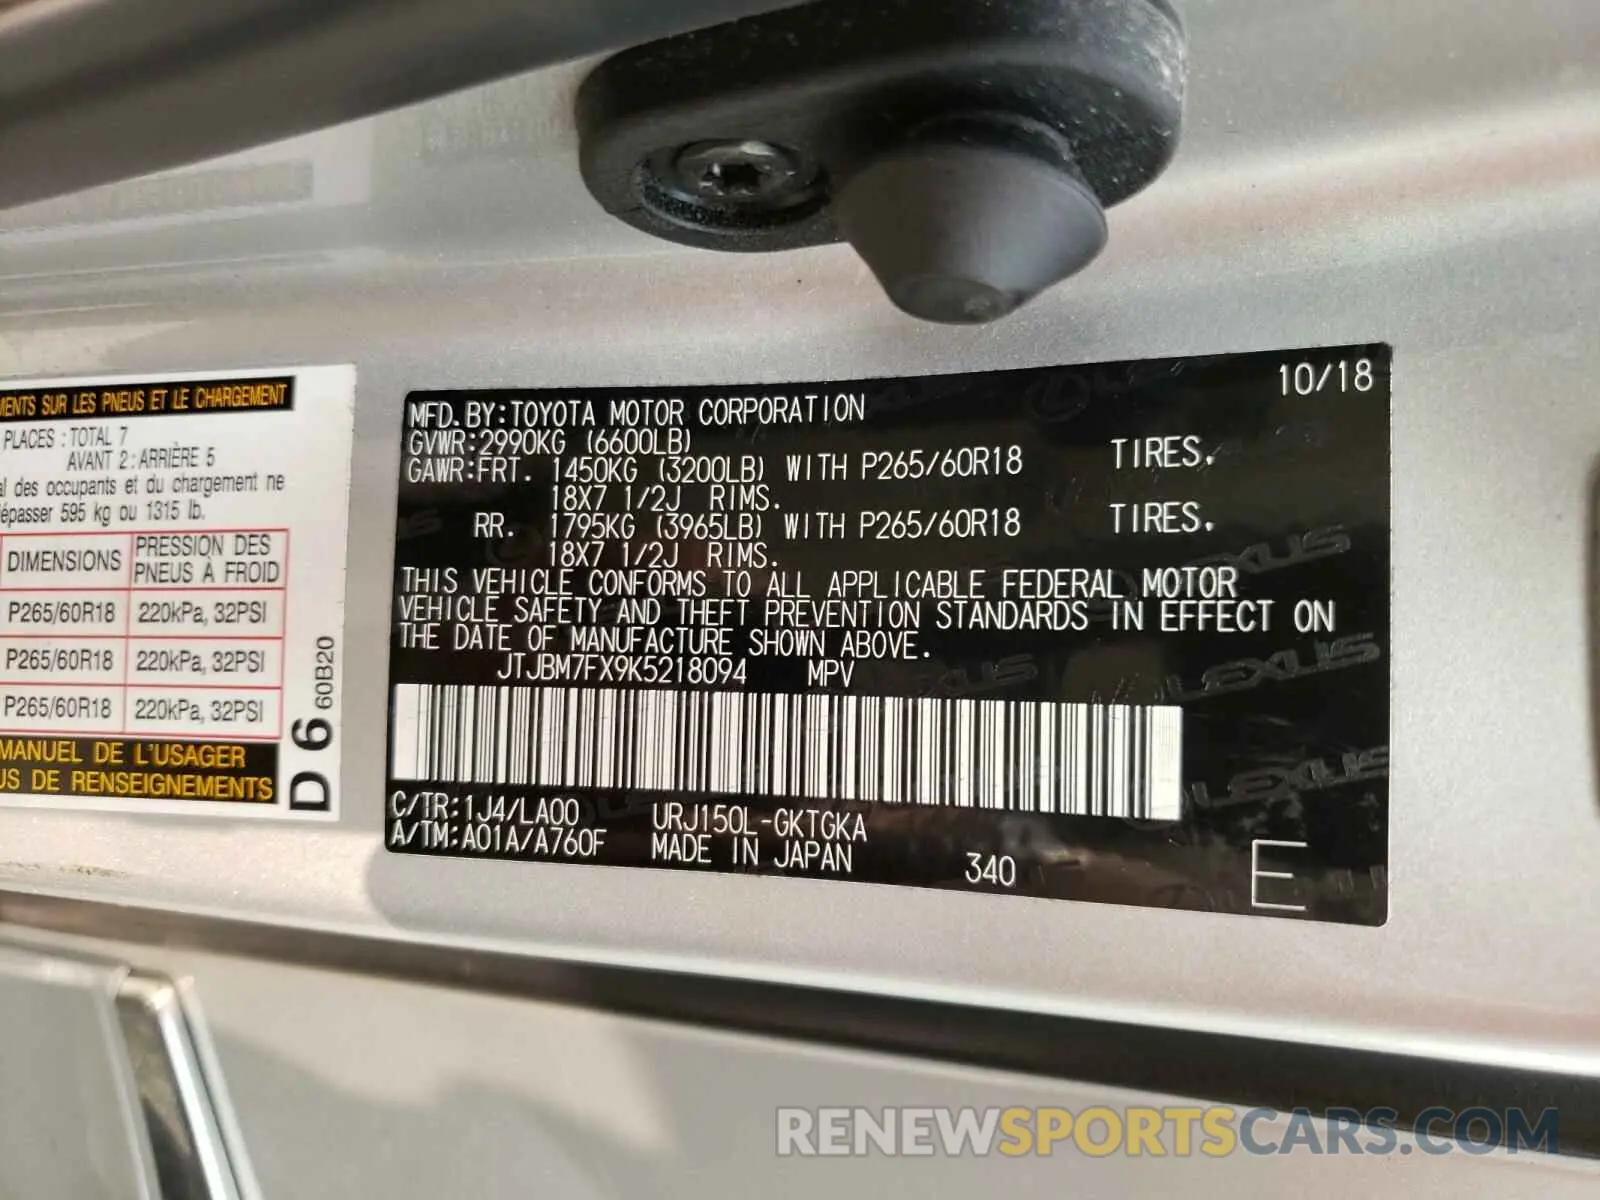 MENTS SUR LES PNEUS ET LE CHARGEMENT
PLACES : TOTAL 7
AVANT 2 : ARRIÈRE 5
al des occupants et du chargement ne
épasser 595 kg ou 1315 lb.
DIMENSIONS PRESSION DES PNEUS À FROID
P265/60R18 220kPa, 32PSI
P265/60R18 220kPa, 32PSI
P265/60R18 220kPa, 32PSI
MANUEL DE L'USAGER
US DE RENSEIGNEMENTS
D 6 60B20
10/18
MFD. BY: TOYOTA MOTOR CORPORATION
GVWR: 2990KG (6600LB)
GAWR: FRT. 1450KG (3200LB) WITH P265/60R18 TIRES.
18X7 1/2J RIMS.
RR. 1795KG (3965LB) WITH P265/60R18 TIRES.
18X7 1/2J RIMS.
THIS VEHICLE CONFORMS TO ALL APPLICABLE FEDERAL MOTOR
VEHICLE SAFETY AND THEFT PREVENTION STANDARDS IN EFFECT ON
THE DATE OF MANUFACTURE SHOWN ABOVE.
JTJBM7FX9K5218094 MPV
C/TR: 1J4/LA00 URJ150L-GKTGKA
A/TM: A01A/A760F MADE IN JAPAN 340 E
LEXUS
LEXUS
LEXUS
RENEWSPORTSCARS.COM